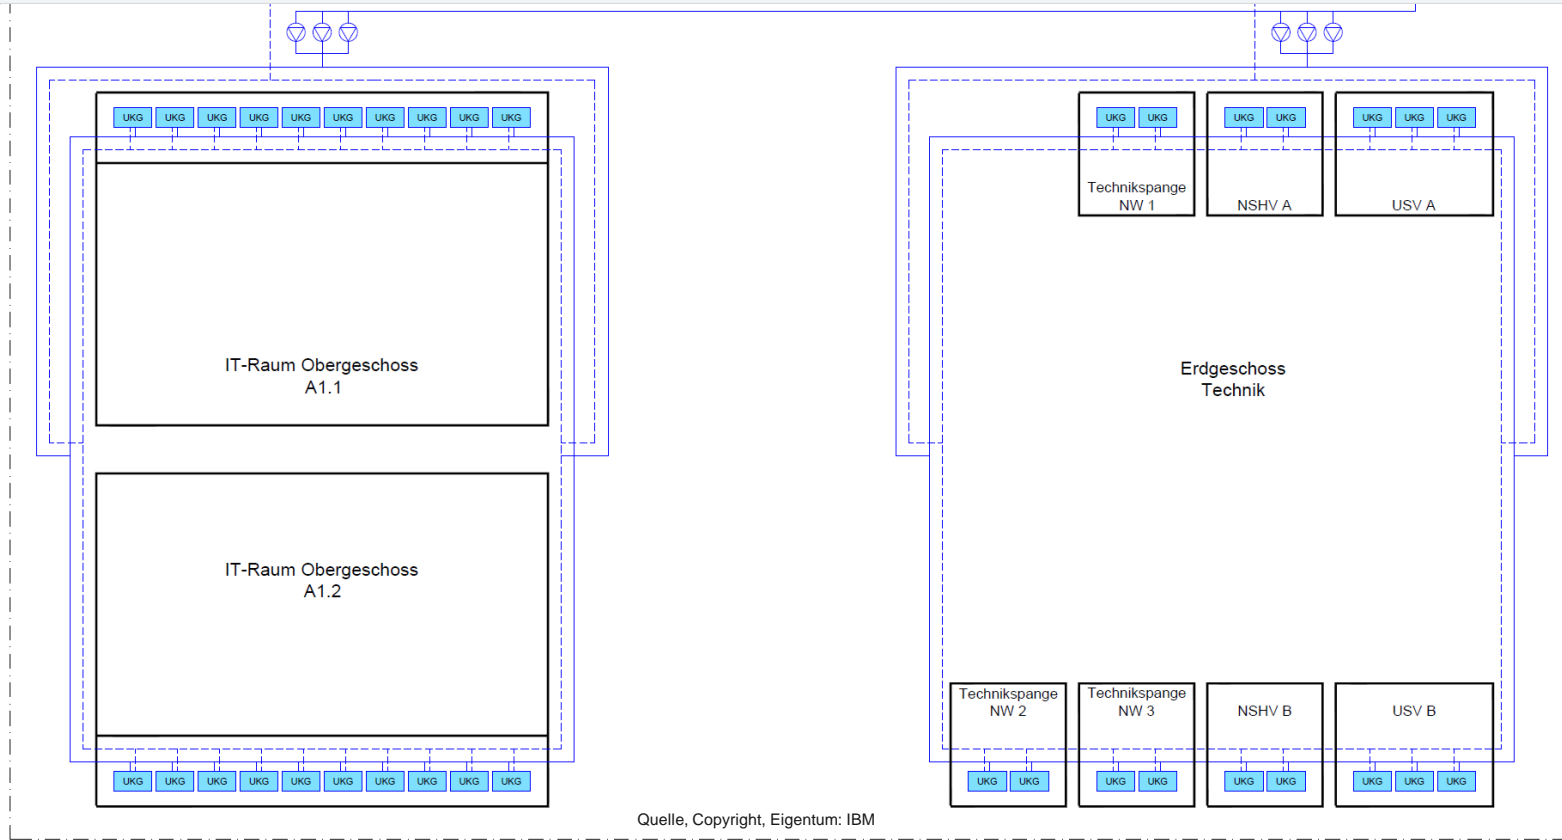 UKG UKG UKG UKG UKG UKG UKG UKG UKG UKG
IT-Raum Obergeschoss
A1.1
IT-Raum Obergeschoss
A1.2
UKG UKG UKG UKG UKG UKG UKG UKG UKG UKG
UKG UKG
Technikspange
NW 1
UKG UKG
NSHV A
UKG UKG UKG
USV A
Erdgeschoss
Technik
Technikspange
NW 2
UKG UKG
Technikspange
NW 3
UKG UKG
NSHV B
UKG UKG
USV B
UKG UKG UKG
Quelle, Copyright, Eigentum: IBM